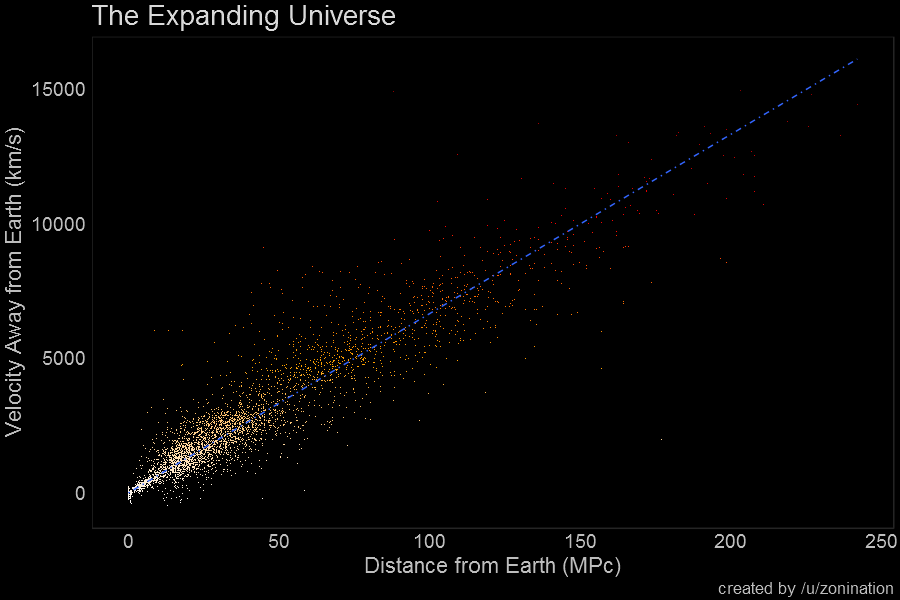 The Expanding Universe
Velocity Away from Earth (km/s)
15000
10000
5000
0
0 50 100 150 200 250
Distance from Earth (MPc)
created by /u/zonination